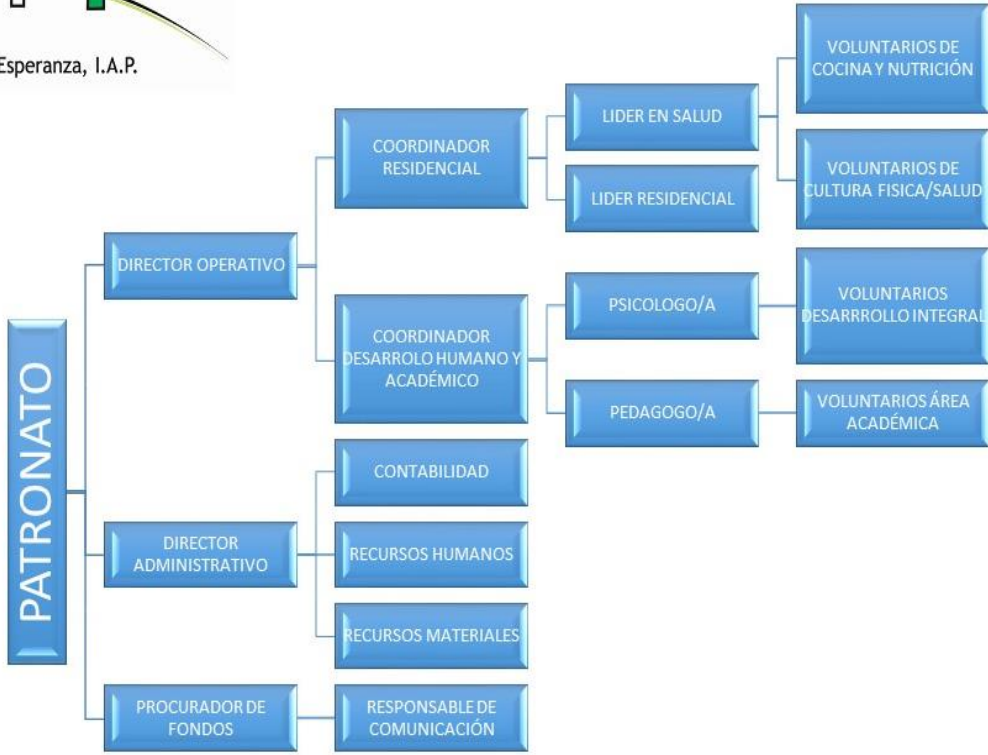 Esperanza, I.A.P.
PATRONATO
DIRECTOR OPERATIVO
COORDINADOR
RESIDENCIAL
LIDER EN SALUD
VOLUNTARIOS DE
COCINA Y NUTRICIÓN
VOLUNTARIOS DE
CULTURA FISICA/SALUD
LIDER RESIDENCIAL
COORDINADOR
DESARROLO HUMANO Y
ACADÉMICO
PSICOLOGO/A
VOLUNTARIOS
DESARRROLLO INTEGRAL
PEDAGOGO/A
VOLUNTARIOS ÁREA
ACADÉMICA
DIRECTOR
ADMINISTRATIVO
CONTABILIDAD
RECURSOS HUMANOS
RECURSOS MATERIALES
PROCURADOR DE
FONDOS
RESPONSABLE DE
COMUNICACIÓN